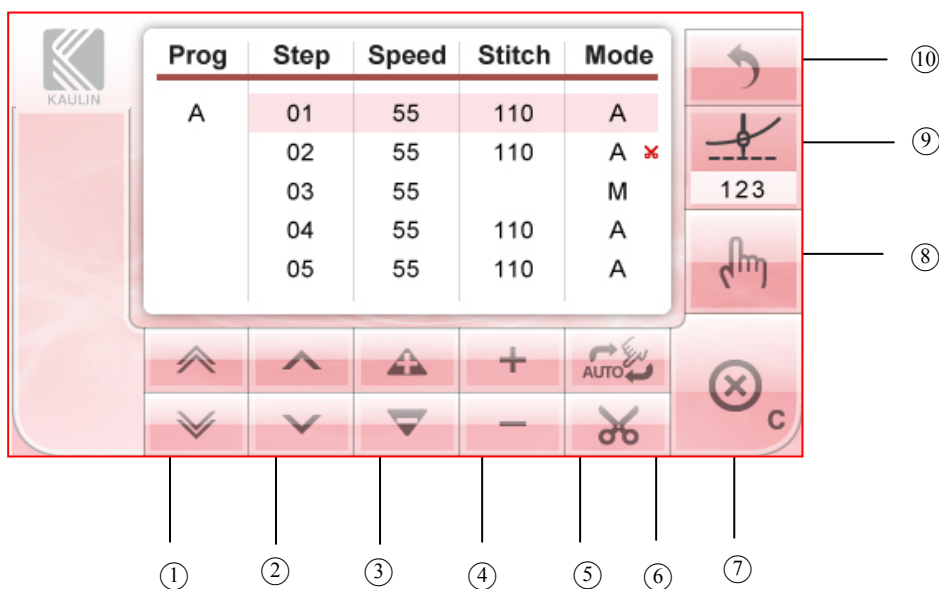 KAULIN
Prog Step Speed Stitch Mode
A 01 55 110 A
02 55 110 A
03 55 M
04 55 110 A
05 55 110 A
123
AUTO
C
⑩
⑨
⑧
① ② ③ ④ ⑤ ⑥ ⑦